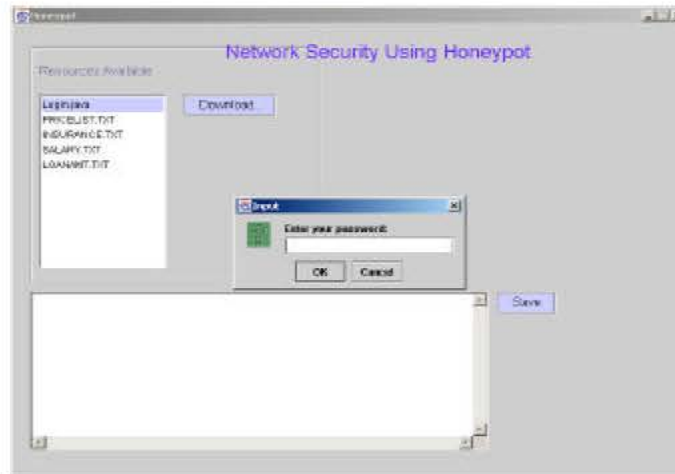 Honeypot
Network Security Using Honeypot
Resources Available
Login.java
PRICELIST.TXT
INSURANCE.TXT
SALARY.TXT
LOANAMT.TXT
Download
Input
Enter your password:
OK Cancel
Save